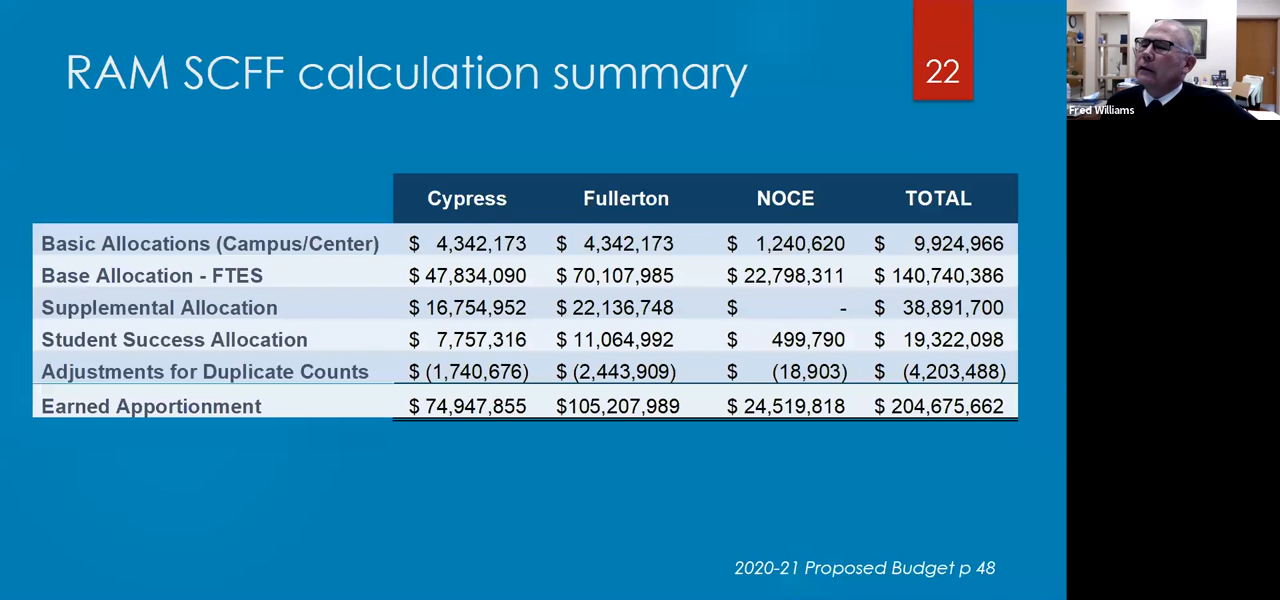 RAM SCFF calculation summary
22
Fred Williams
Cypress Fullerton NOCE TOTAL
Basic Allocations (Campus/Center) $ 4,342,173 $ 4,342,173 $ 1,240,620 $ 9,924,966
Base Allocation - FTES $ 47,834,090 $ 70,107,985 $ 22,798,311 $ 140,740,386
Supplemental Allocation $ 16,754,952 $ 22,136,748 $ - $ 38,891,700
Student Success Allocation $ 7,757,316 $ 11,064,992 $ 499,790 $ 19,322,098
Adjustments for Duplicate Counts $ (1,740,676) $ (2,443,909) $ (18,903) $ (4,203,488)
Earned Apportionment $ 74,947,855 $105,207,989 $ 24,519,818 $ 204,675,662
2020-21 Proposed Budget p 48